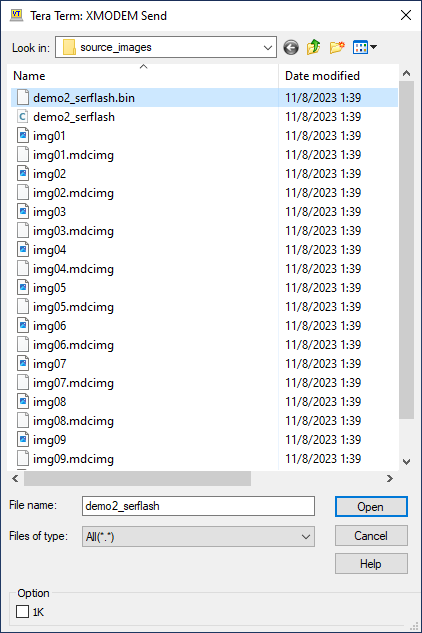 VT Tera Term: XMODEM Send
Look in: source_images
Name Date modified
demo2_serflash.bin 11/8/2023 1:39
C demo2_serflash 11/8/2023 1:39
img01 11/8/2023 1:39
img01.mdcimg 11/8/2023 1:39
img02 11/8/2023 1:39
img02.mdcimg 11/8/2023 1:39
img03 11/8/2023 1:39
img03.mdcimg 11/8/2023 1:39
img04 11/8/2023 1:39
img04.mdcimg 11/8/2023 1:39
img05 11/8/2023 1:39
img05.mdcimg 11/8/2023 1:39
img06 11/8/2023 1:39
img06.mdcimg 11/8/2023 1:39
img07 11/8/2023 1:39
img07.mdcimg 11/8/2023 1:39
img08 11/8/2023 1:39
img08.mdcimg 11/8/2023 1:39
img09 11/8/2023 1:39
img09.mdcimg 11/8/2023 1:39
File name: demo2_serflash Open
Files of type: All(*.*) Cancel
Help
Option
1K